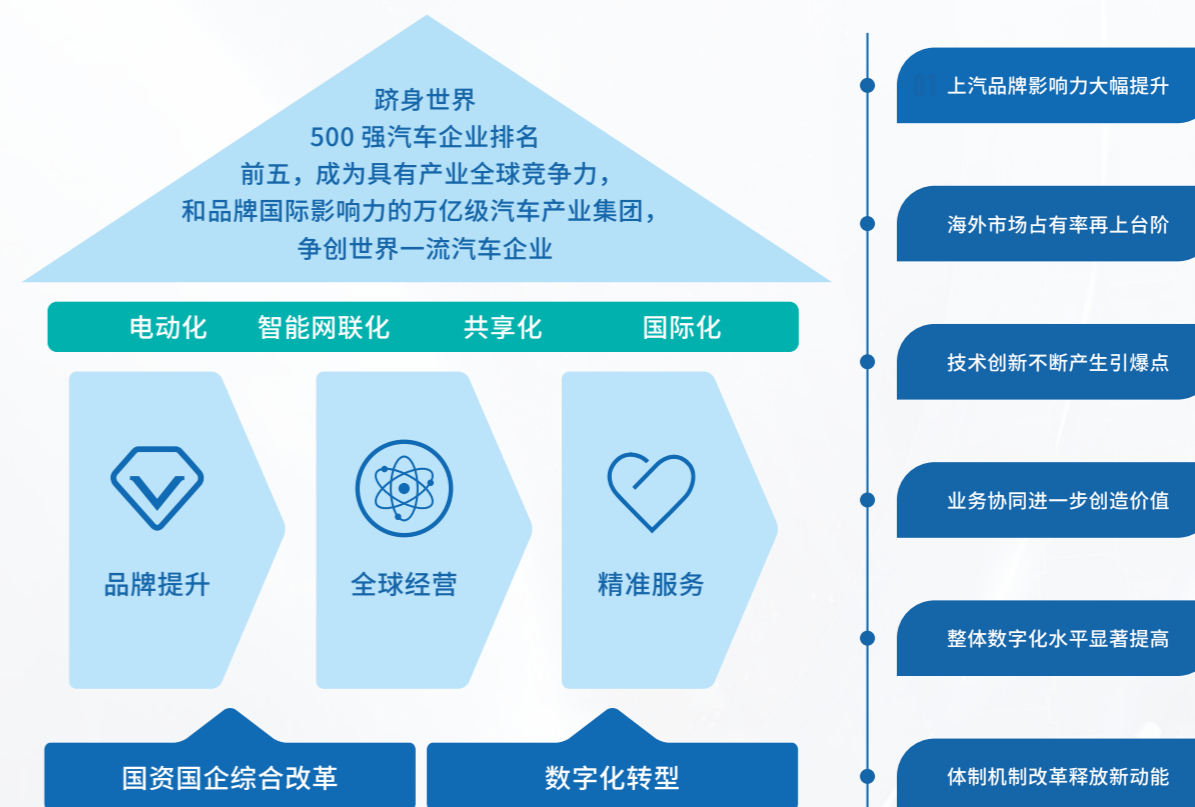 跻身世界
500 强汽车企业排名
前五，成为具有产业全球竞争力，
和品牌国际影响力的万亿级汽车产业集团，
争创世界一流汽车企业
电动化 智能网联化 共享化 国际化
品牌提升 全球经营 精准服务
国资国企综合改革 数字化转型
01 上汽品牌影响力大幅提升
海外市场占有率再上台阶
技术创新不断产生引爆点
业务协同进一步创造价值
整体数字化水平显著提高
体制机制改革释放新动能